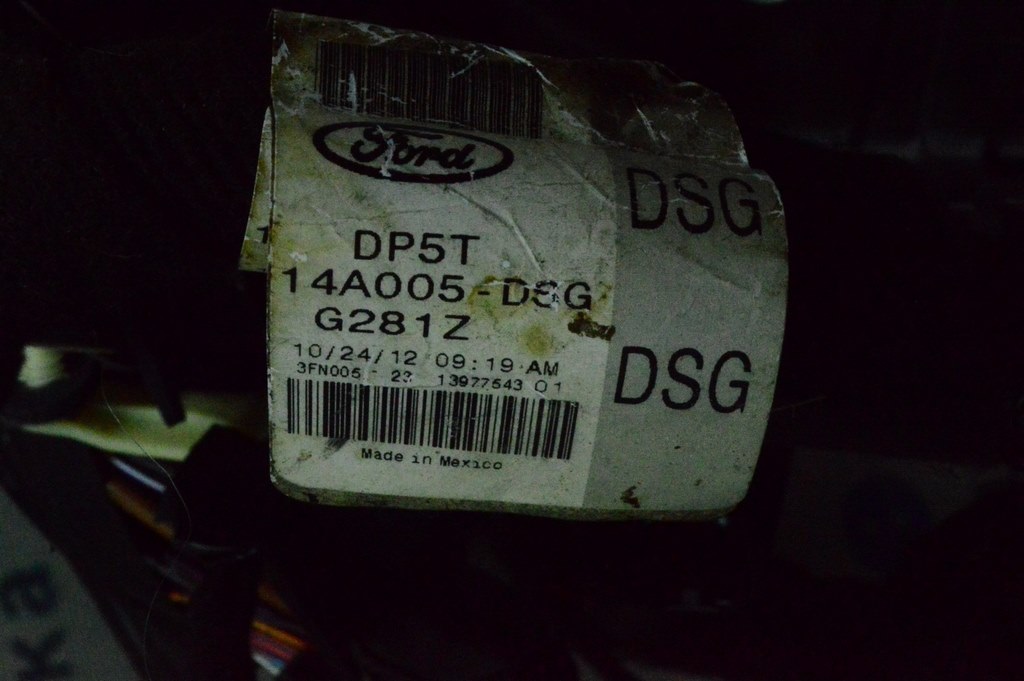 Ford
DSG
DP5T
14A005-DSG
G281Z
10/24/12 09:19 AM
3FN005 23 13977543 01
DSG
Made in Mexico